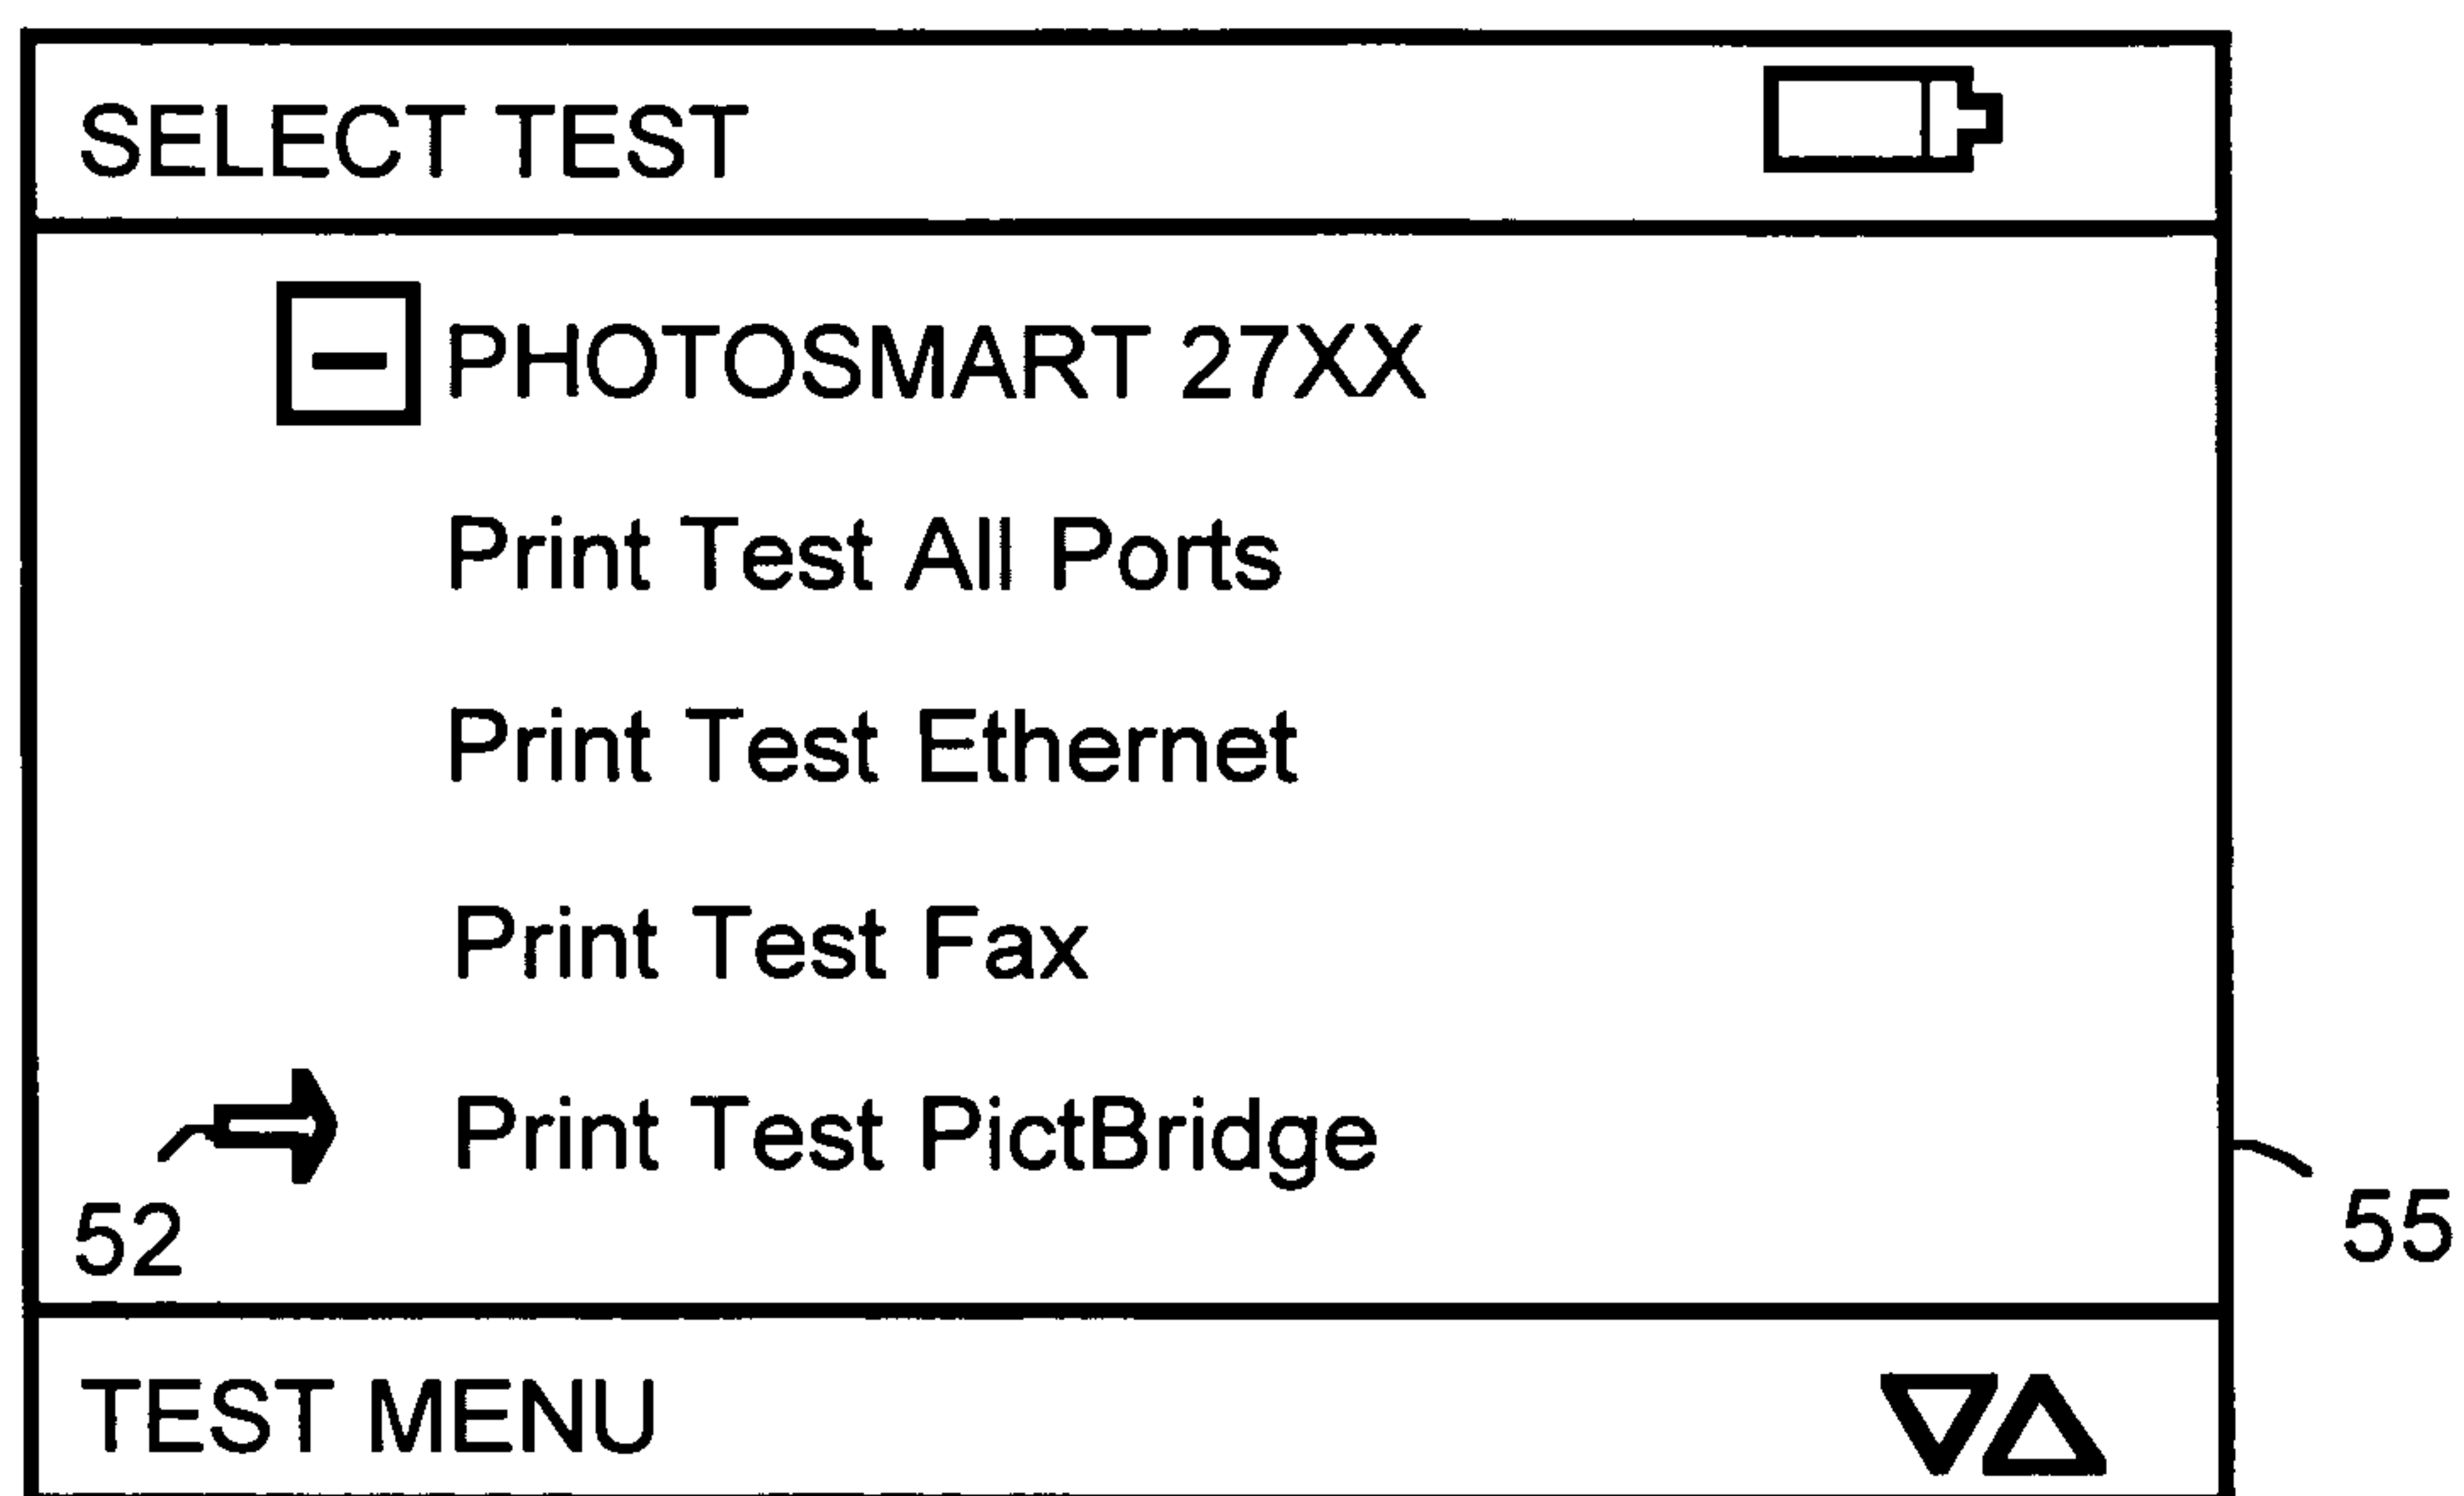 SELECT TEST
PHOTOSMART 27XX
Print Test All Ports
Print Test Ethernet
Print Test Fax
Print Test PictBridge
52
55
TEST MENU